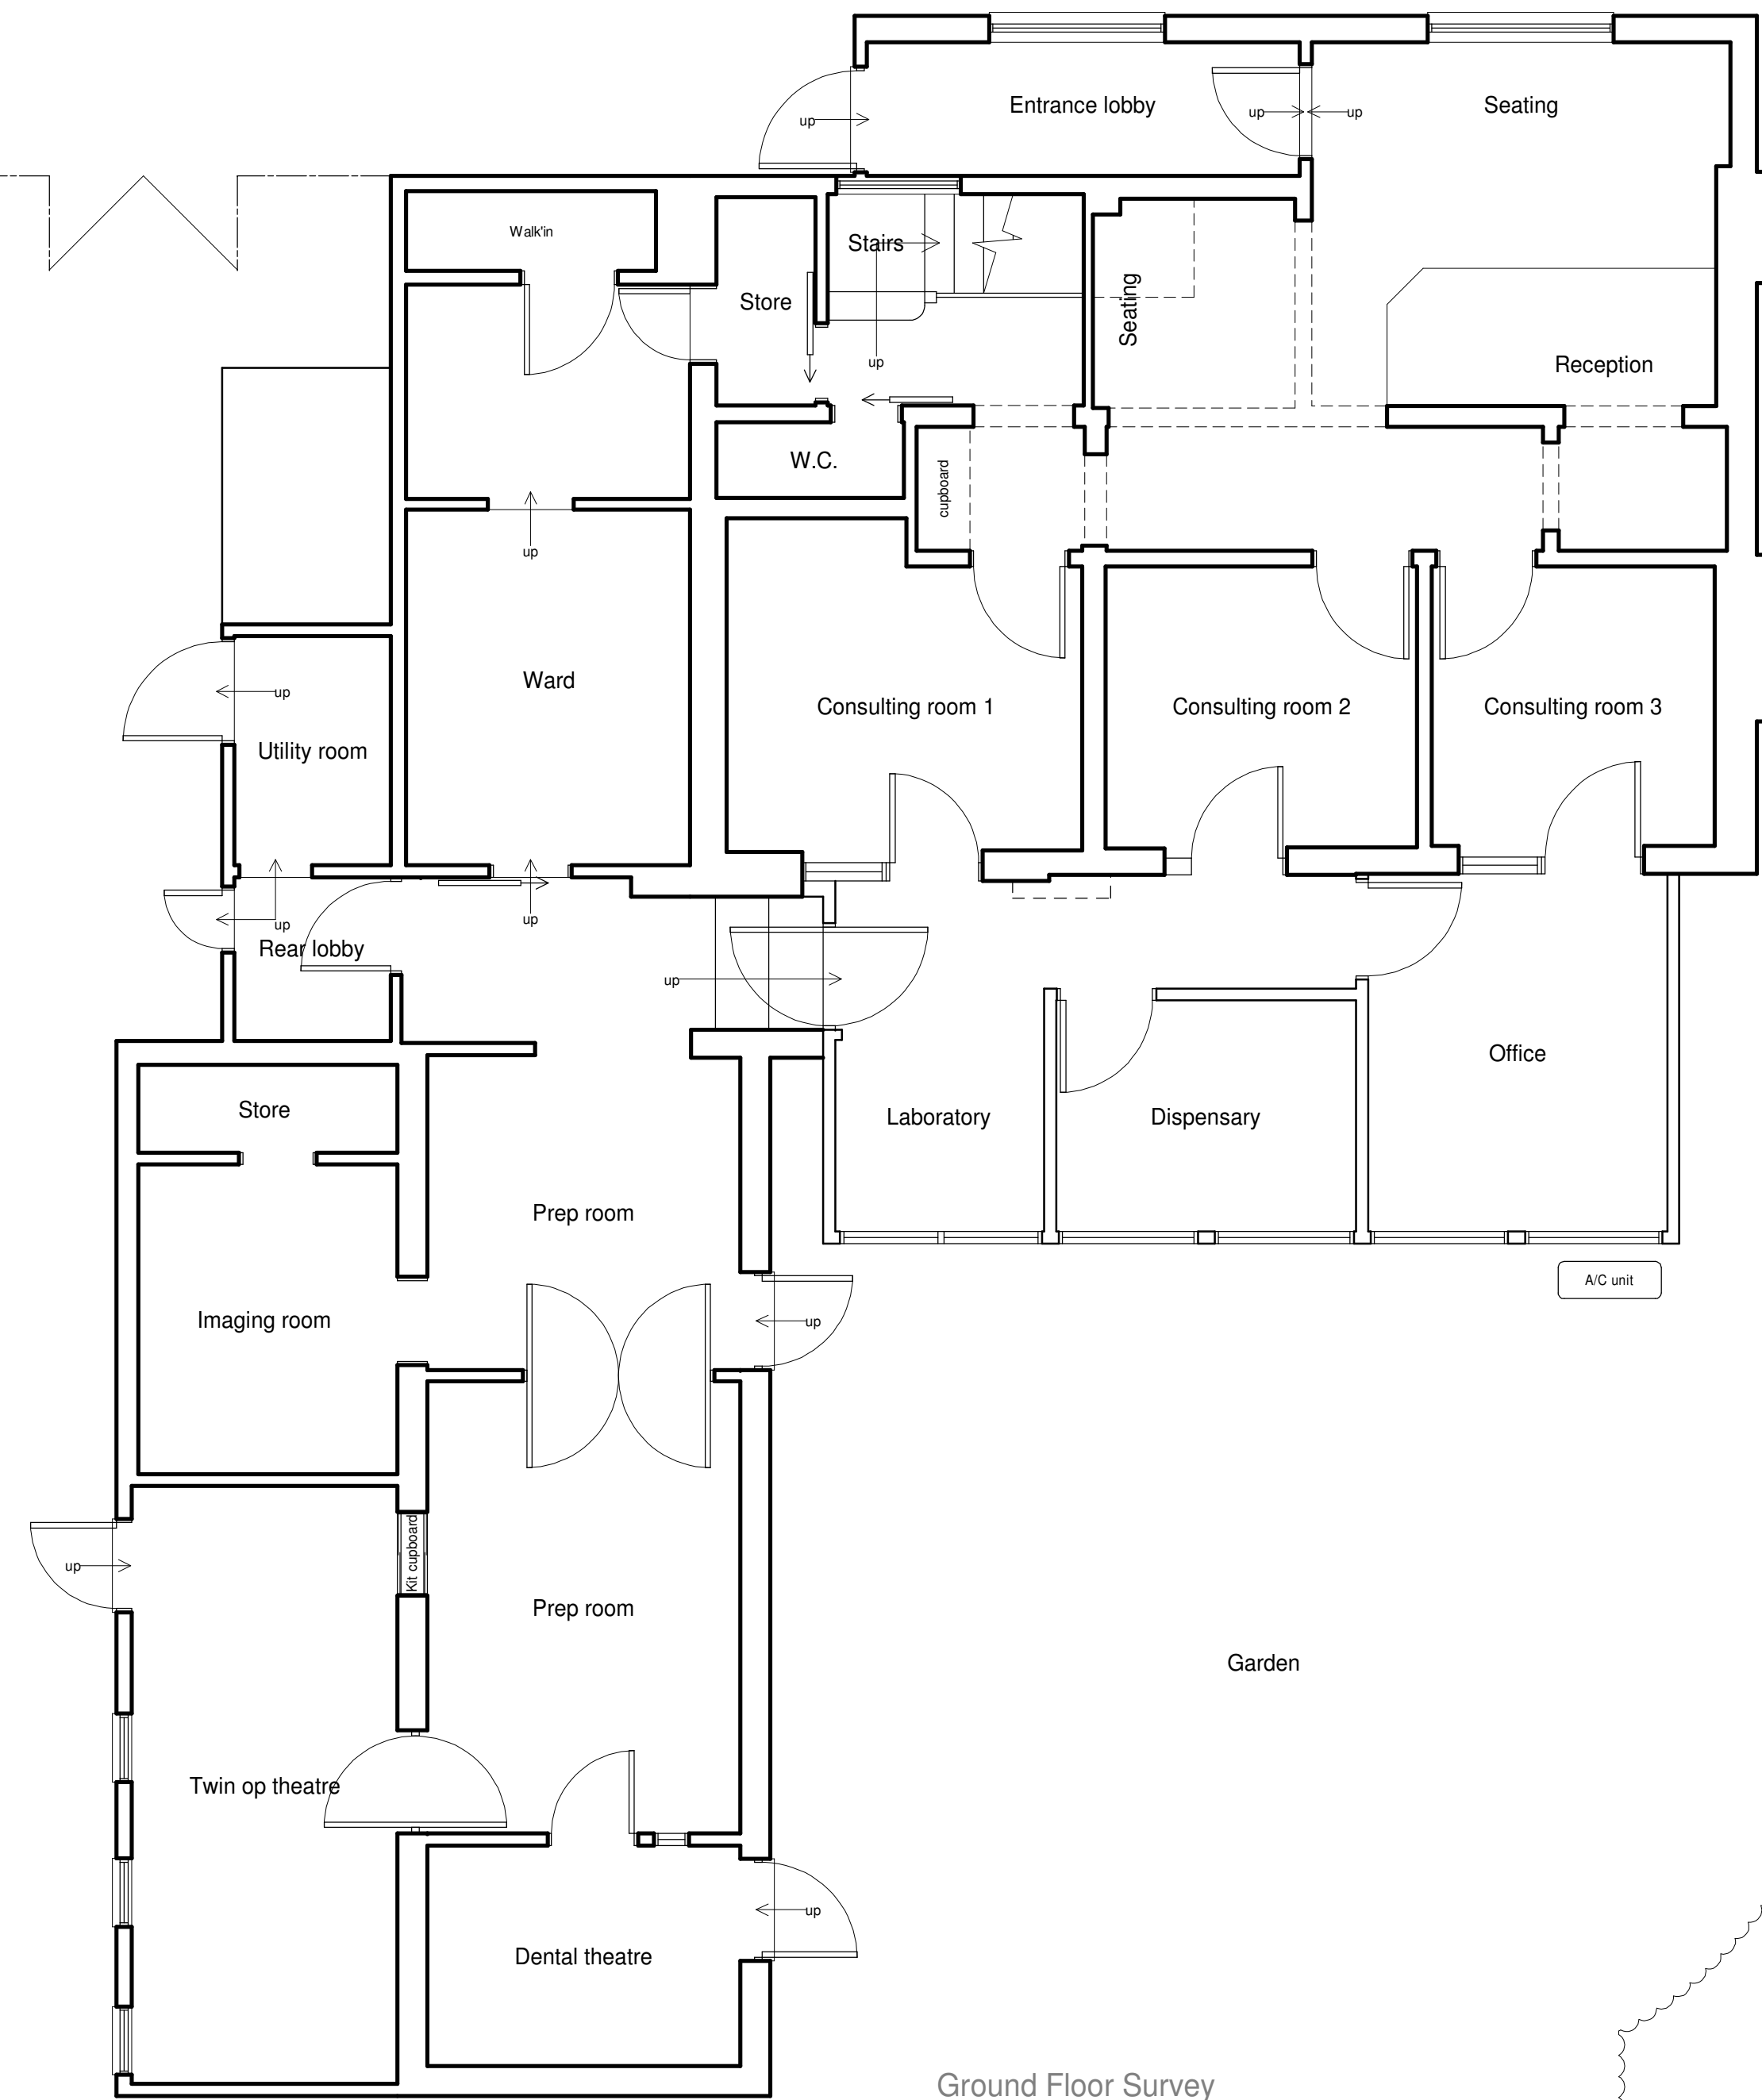 Entrance lobby
Seating
up
up
up
Walk'in
Stairs
Store
Seating
up
Reception
W.C.
cupboard
up
Ward
up
Utility room
Consulting room 1
Consulting room 2
Consulting room 3
up
up
Rear lobby
up
Office
Store
Laboratory
Dispensary
Prep room
A/C unit
Imaging room
up
Kit cupboard
up
Prep room
Garden
Twin op theatre
up
Dental theatre
Ground Floor Survey